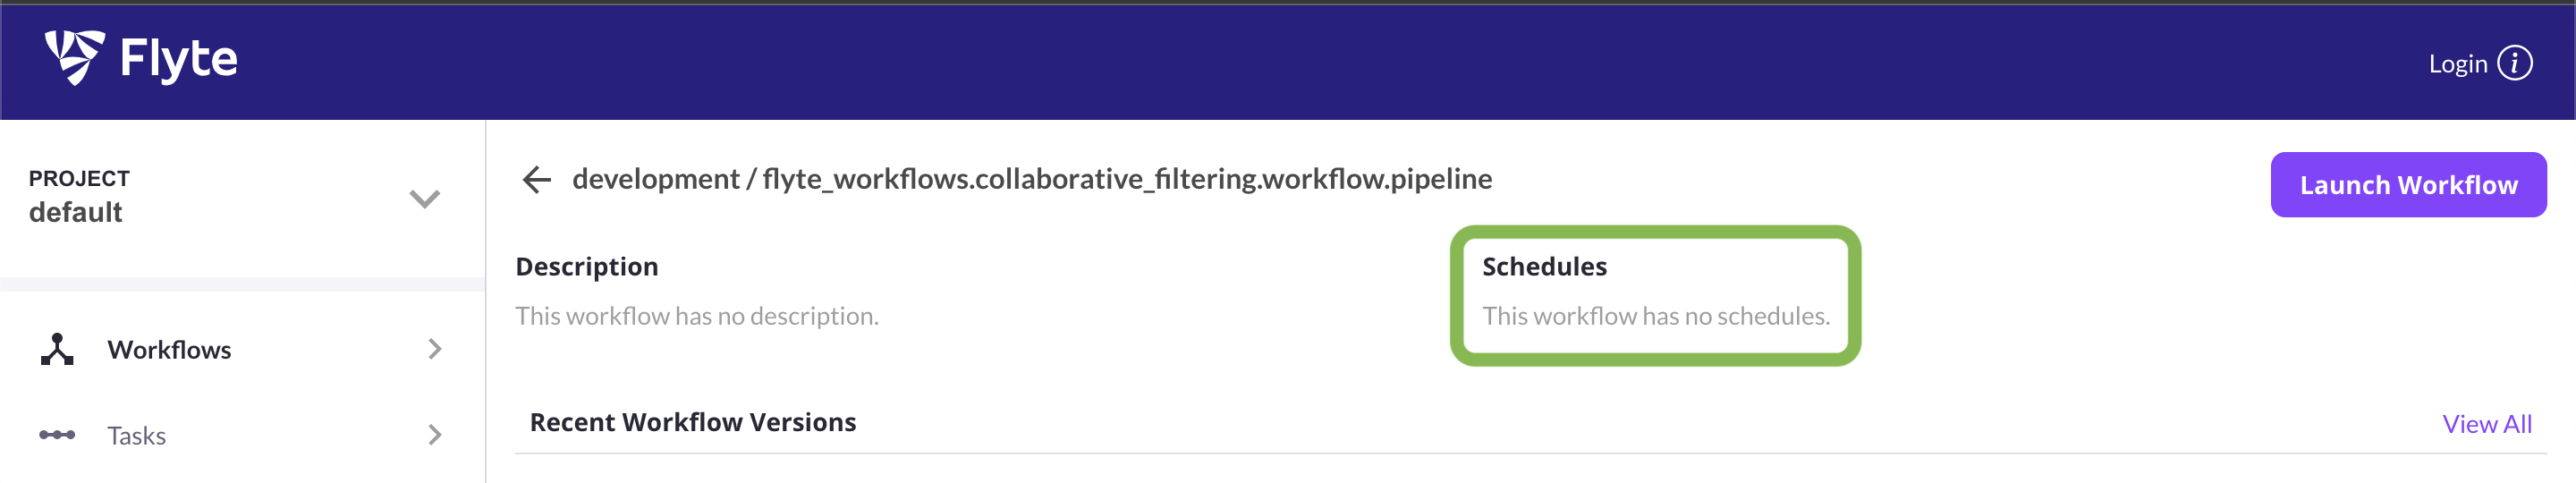 Flyte
Login
PROJECT
default
development / flyte_workflows.collaborative_filtering.workflow.pipeline
Launch Workflow
Description
Schedules
This workflow has no description.
This workflow has no schedules.
Workflows
Tasks
Recent Workflow Versions
View All